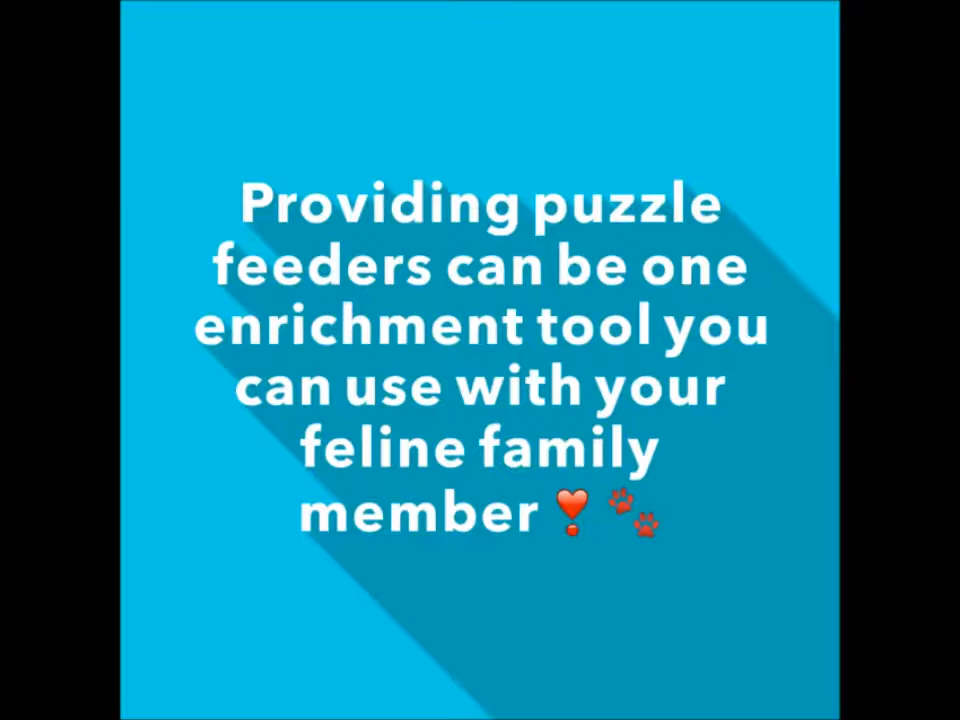 Providing puzzle
feeders can be one
enrichment tool you
can use with your
feline family
member❣️🐾